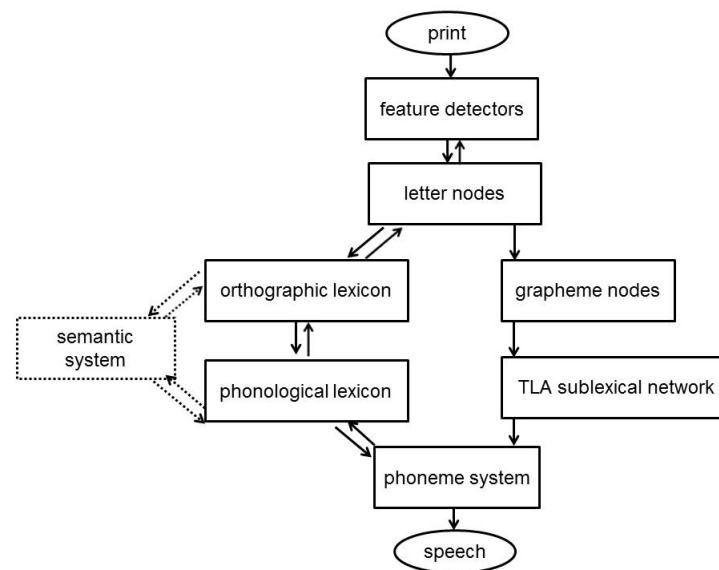 print
feature detectors
letter nodes
orthographic lexicon
grapheme nodes
semantic
system
phonological lexicon
TLA sublexical network
phoneme system
speech